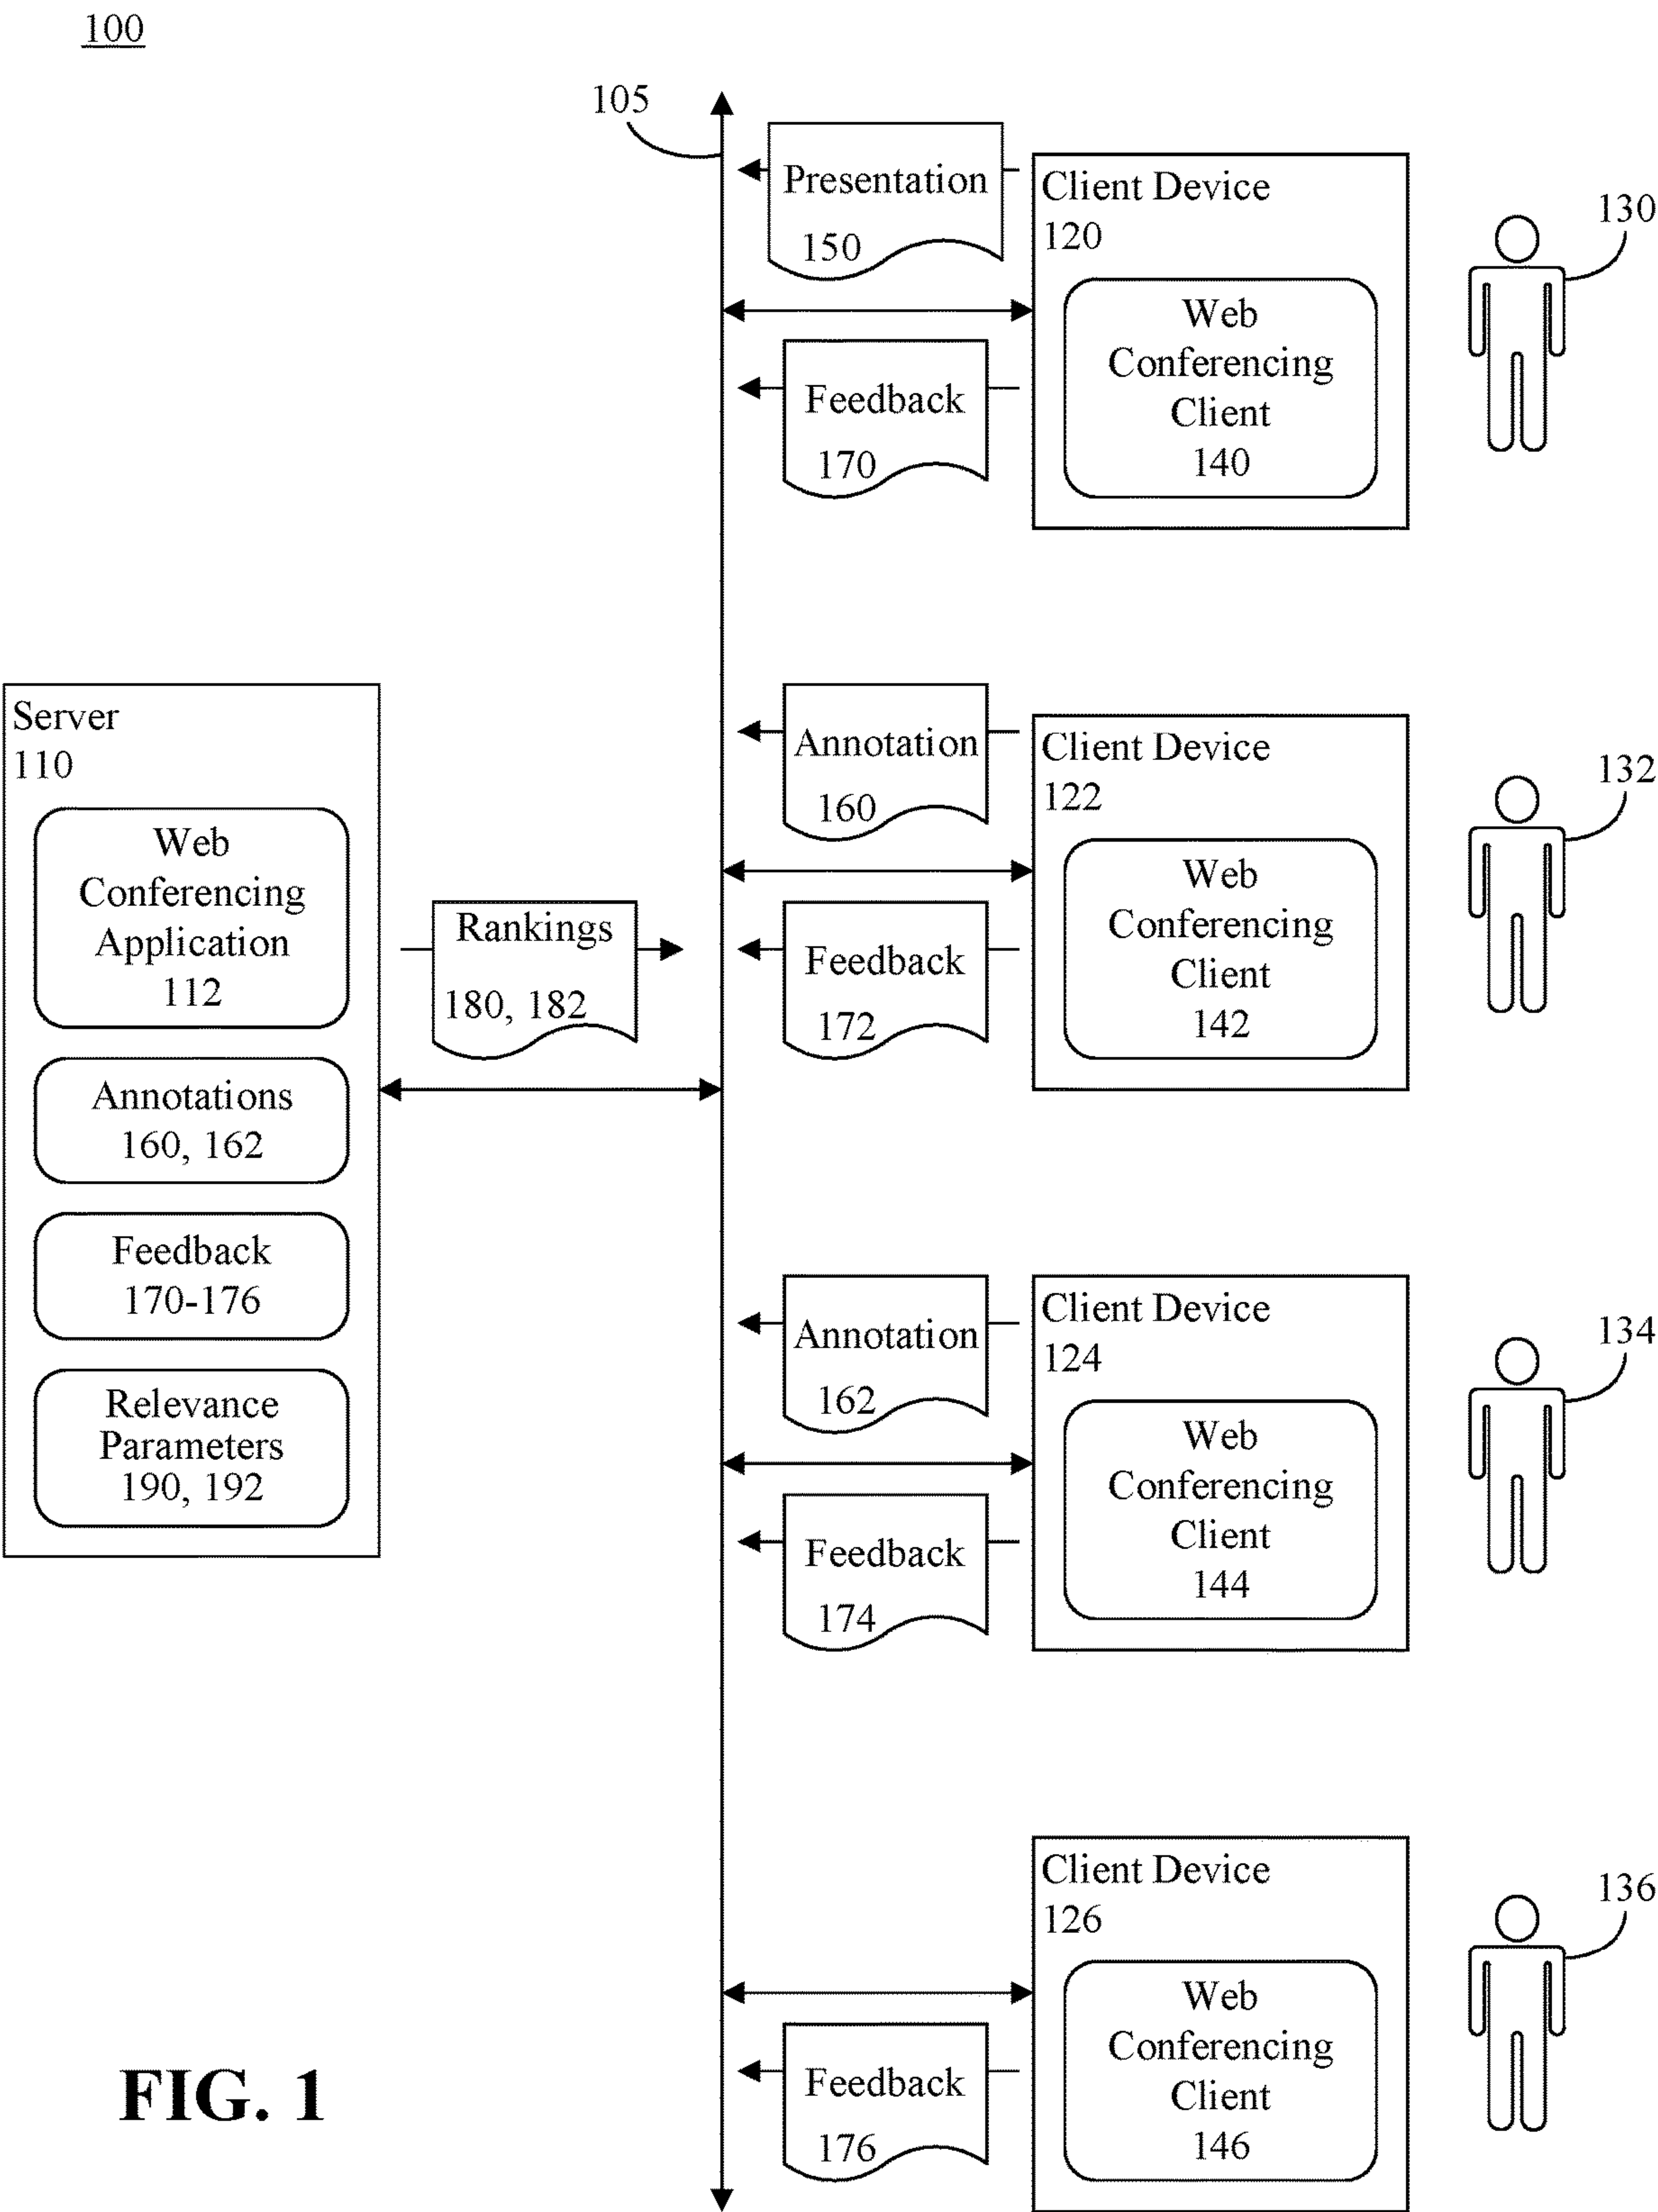 100
105
Presentation
150
Client Device
120
Web
Conferencing
Client
140
130
Feedback
170
Server
110
Web
Conferencing
Application
112
Annotations
160, 162
Feedback
170-176
Relevance
Parameters
190, 192
Rankings
180, 182
Annotation
160
Client Device
122
Web
Conferencing
Client
142
132
Feedback
172
Annotation
162
Client Device
124
Web
Conferencing
Client
144
134
Feedback
174
Client Device
126
Web
Conferencing
Client
146
136
Feedback
176
FIG. 1